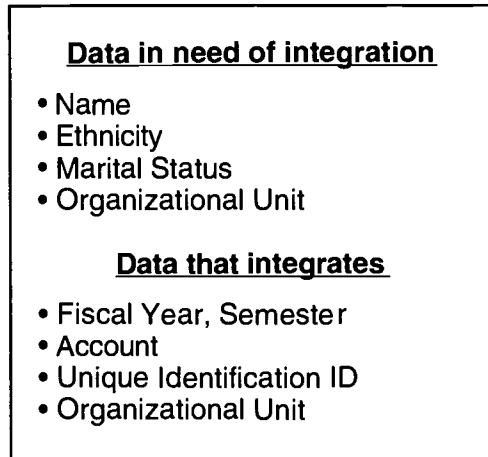 Data in need of integration
• Name
• Ethnicity
• Marital Status
• Organizational Unit
Data that integrates
• Fiscal Year, Semester
• Account
• Unique Identification ID
• Organizational Unit